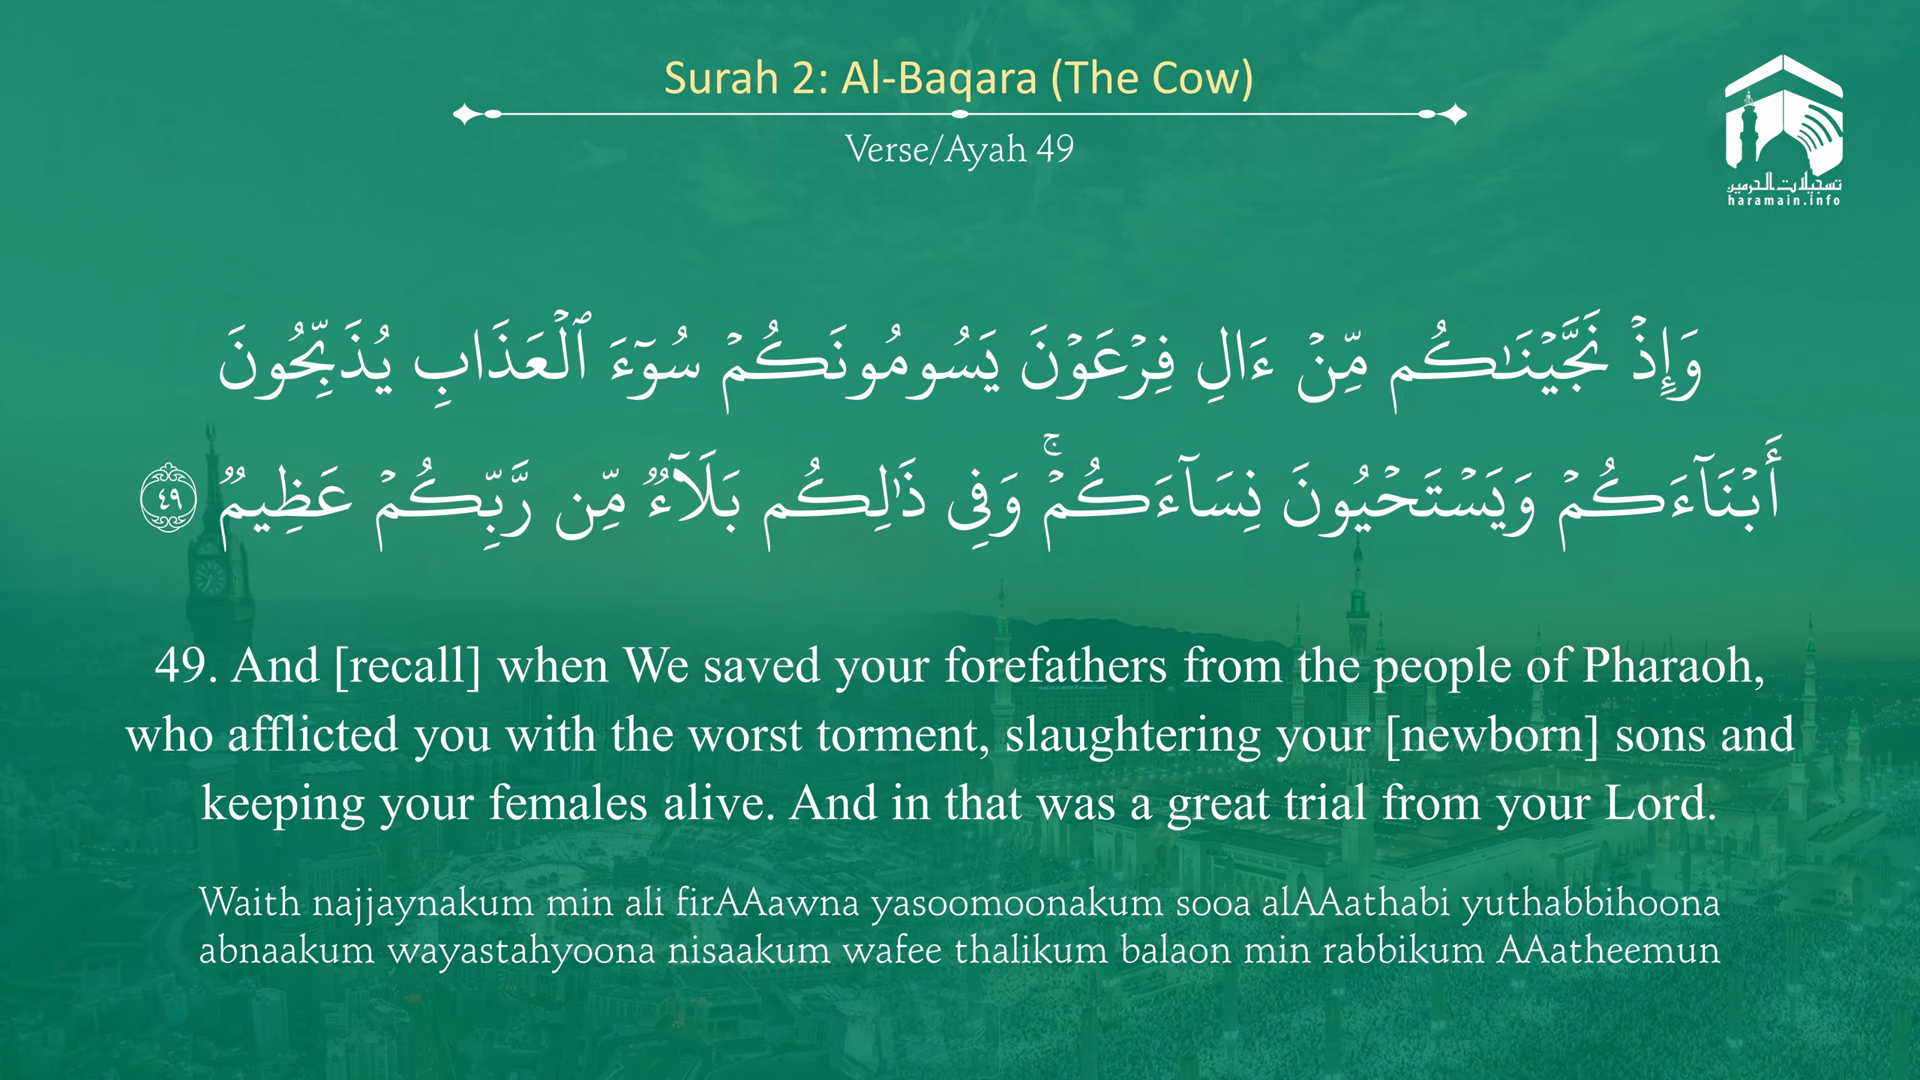 Surah 2: Al-Baqara (The Cow)
Verse/Ayah 49
تسجيلات الحرمين
haramain.info
وَإِذْ نَجَّيْنَـٰكُم مِّنْ ءَالِ فِرْعَوْنَ يَسُومُونَكُمْ سُوٓءَ ٱلْعَذَابِ يُذَبِّحُونَ
أَبْنَآءَكُمْ وَيَسْتَحْيُونَ نِسَآءَكُمْ ۚ وَفِى ذَٰلِكُم بَلَآءٌ مِّن رَّبِّكُمْ عَظِيمٌ ٤٩
49. And [recall] when We saved your forefathers from the people of Pharaoh,
who afflicted you with the worst torment, slaughtering your [newborn] sons and
keeping your females alive. And in that was a great trial from your Lord.
Waith najjaynakum min ali firAAawna yasoomoonakum sooa alAAathabi yuthabbihoona
abnaakum wayastahyoona nisaakum wafee thalikum balaon min rabbikum AAatheemun